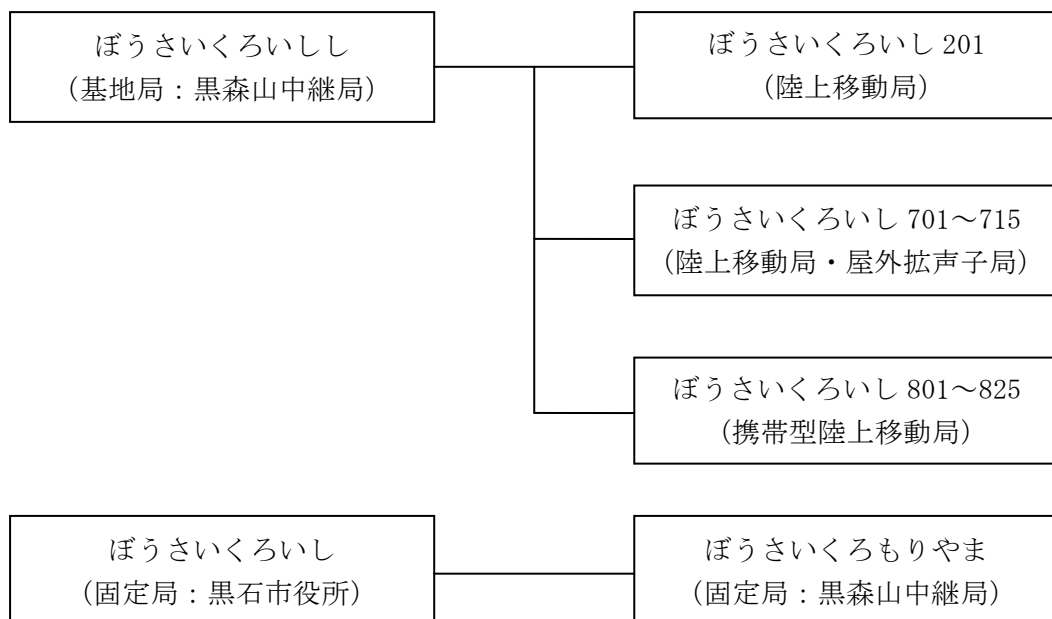 ぼうさいくろいしし
（基地局：黒森山中継局）
ぼうさいくろいし 201
（陸上移動局）
ぼうさいくろいし 701～715
（陸上移動局・屋外拡声子局）
ぼうさいくろいし 801～825
（携帯型陸上移動局）
ぼうさいくろいし
（固定局：黒石市役所）
ぼうさいくろもりやま
（固定局：黒森山中継局）